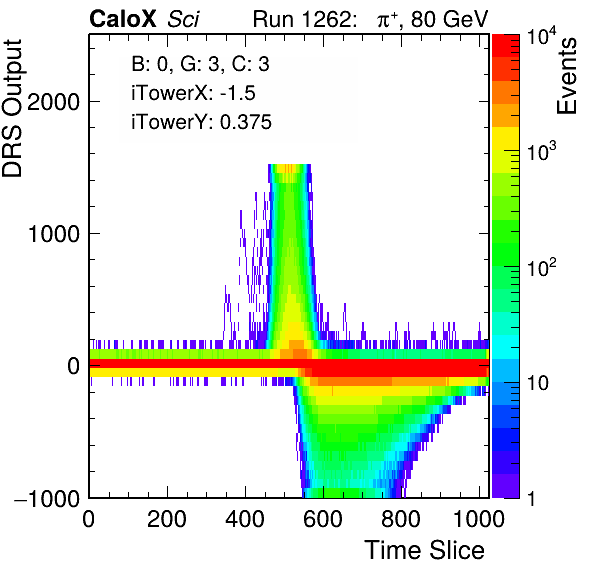 CaloX Sci Run 1262: π⁺, 80 GeV
B: 0, G: 3, C: 3
iTowerX: -1.5
iTowerY: 0.375
DRS Output
2000
1000
0
−1000
0 200 400 600 800 1000
Time Slice
Events
10⁴
10³
10²
10
1